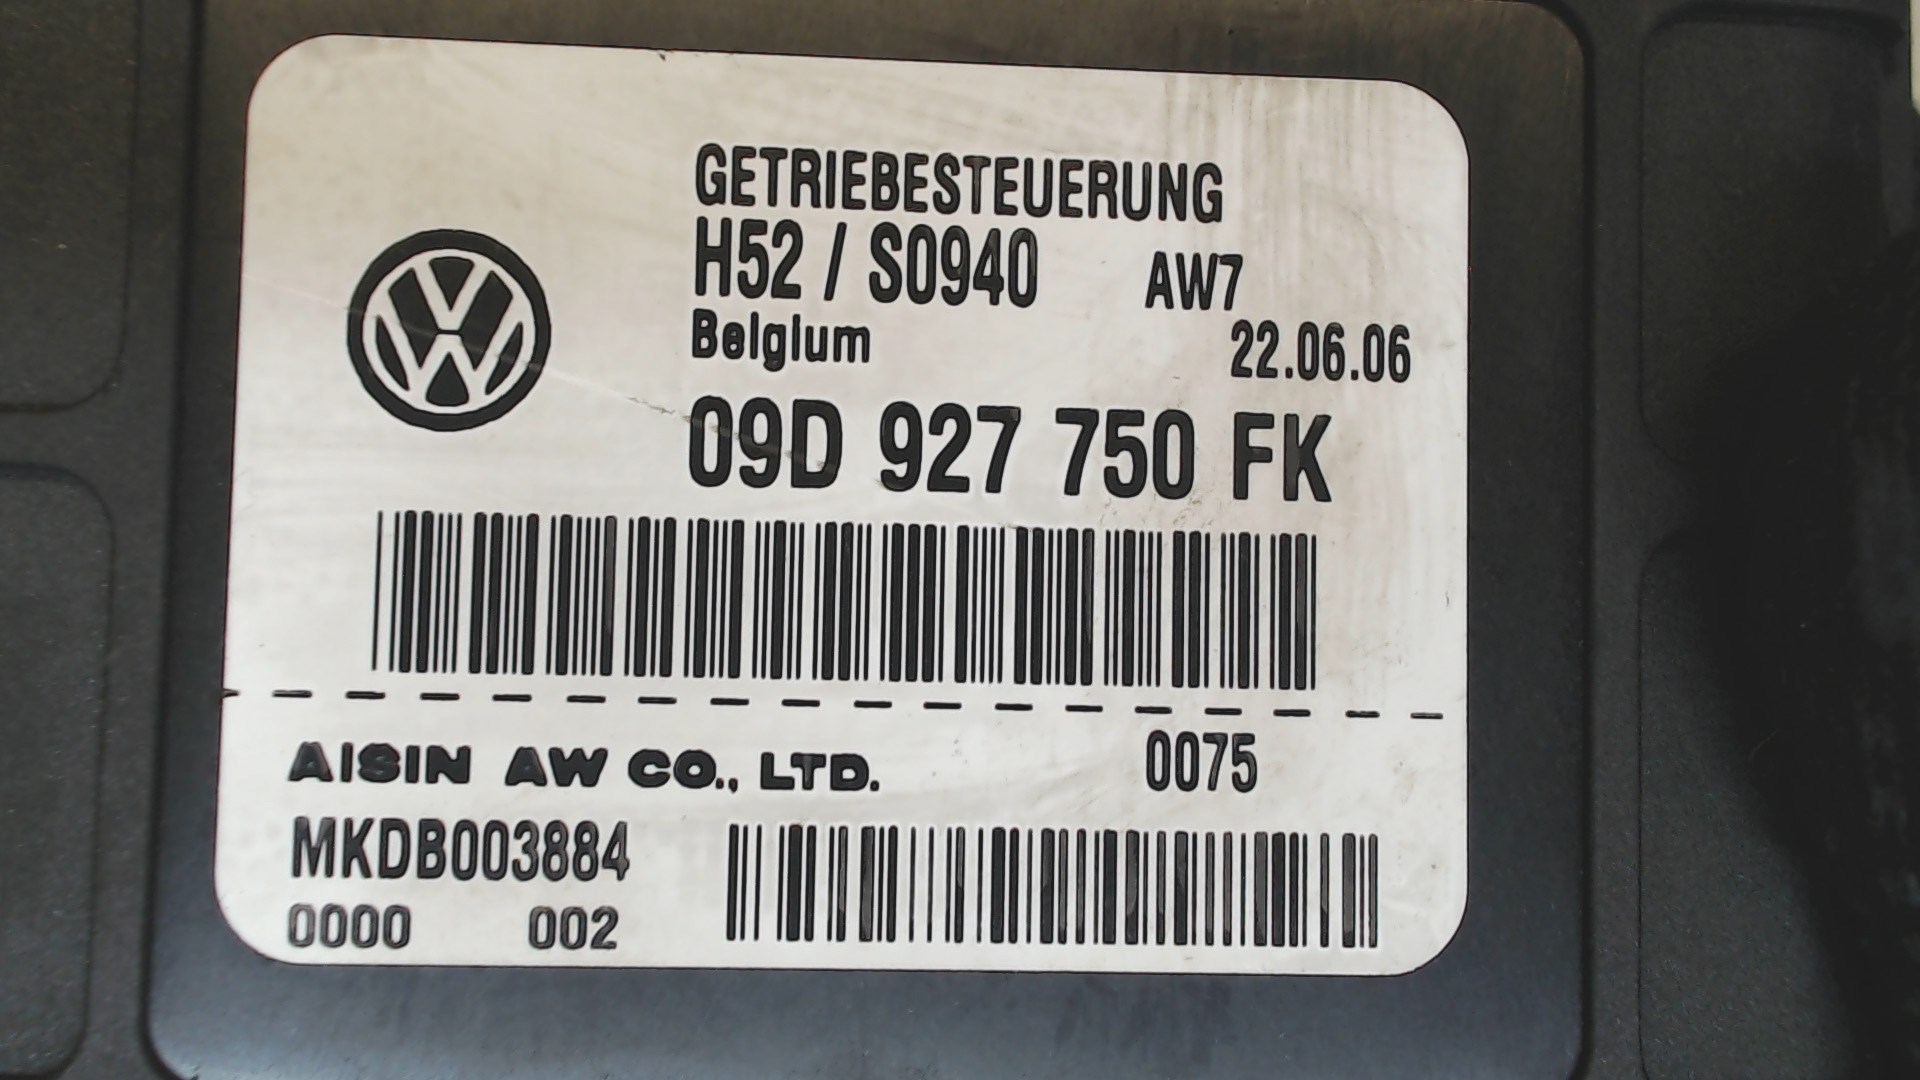 GETRIEBESTEUERUNG
H52 / S0940 AW7
Belgium 22.06.06
09D 927 750 FK
AISIN AW CO., LTD. 0075
MKDB003884
0000 002